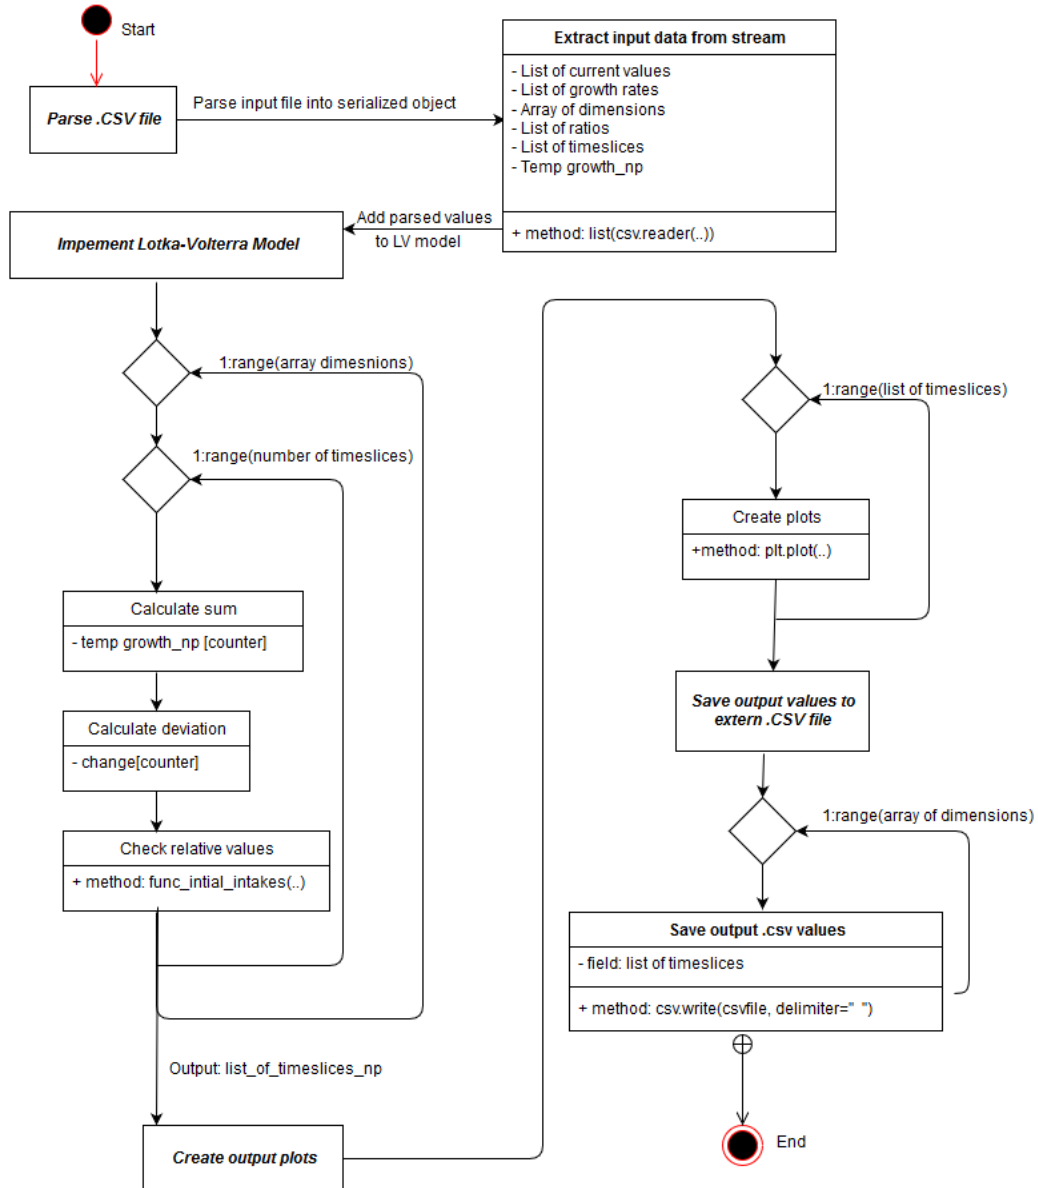 Start
Parse .CSV file
Parse input file into serialized object
Extract input data from stream
- List of current values
- List of growth rates
- Array of dimensions
- List of ratios
- List of timeslices
- Temp growth_np
+ method: list(csv.reader(..))
Add parsed values
to LV model
Impement Lotka-Volterra Model
1:range(array dimesnions)
1:range(number of timeslices)
Calculate sum
- temp growth_np [counter]
Calculate deviation
- change[counter]
Check relative values
+ method: func_intial_intakes(..)
Output: list_of_timeslices_np
Create output plots
1:range(list of timeslices)
Create plots
+method: plt.plot(..)
Save output values to
extern .CSV file
1:range(array of dimensions)
Save output .csv values
- field: list of timeslices
+ method: csv.write(csvfile, delimiter="  ")
End